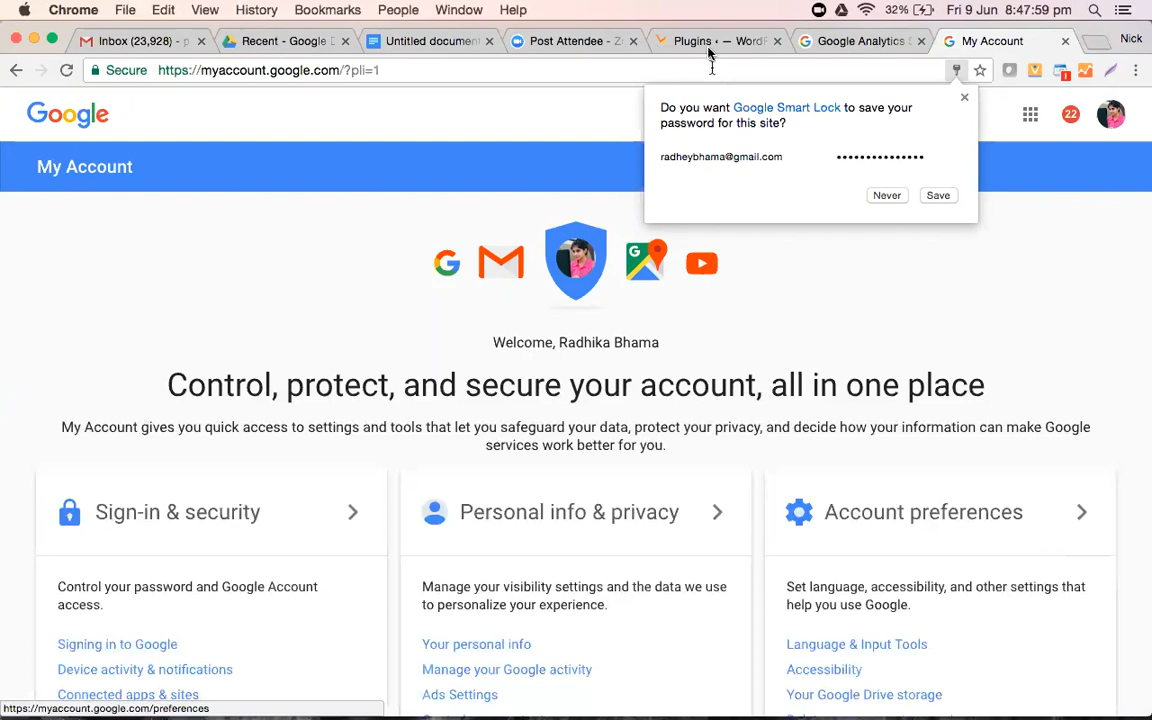 Chrome File Edit View History Bookmarks People Window Help 32% Fri 9 Jun 8:47:59 pm
Inbox (23,928) - p Recent - Google D Untitled document Post Attendee - Zo Plugins ‹ — WordP Google Analytics S My Account Nick
Secure https://myaccount.google.com/?pli=1
Do you want Google Smart Lock to save your
password for this site?
radheybhama@gmail.com •••••••••••••••
Never Save
Google 22
My Account
G
Welcome, Radhika Bhama
Control, protect, and secure your account, all in one place
My Account gives you quick access to settings and tools that let you safeguard your data, protect your privacy, and decide how your information can make Google
services work better for you.
Sign-in & security
Control your password and Google Account
access.
Signing in to Google
Device activity & notifications
Connected apps & sites
Personal info & privacy
Manage your visibility settings and the data we use
to personalize your experience.
Your personal info
Manage your Google activity
Ads Settings
Account preferences
Set language, accessibility, and other settings that
help you use Google.
Language & Input Tools
Accessibility
Your Google Drive storage
https://myaccount.google.com/preferences